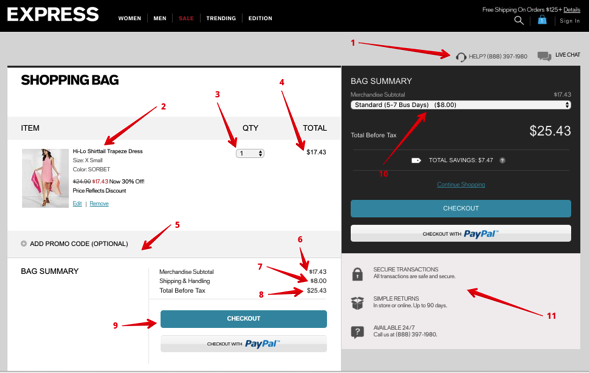 EXPRESS
WOMEN MEN SALE TRENDING EDITION
Free Shipping On Orders $125+ Details
1 Sign In
1
HELP? (888) 397-1980 LIVE CHAT
SHOPPING BAG
2
3
4
ITEM QTY TOTAL
Hi-Lo Shirttail Trapeze Dress
Size: X Small
Color: SORBET
$24.90 $17.43 Now 30% Off!
Price Reflects Discount
Edit | Remove
1
$17.43
5
ADD PROMO CODE (OPTIONAL)
BAG SUMMARY
6
7
8
Merchandise Subtotal $17.43
Shipping & Handling $8.00
Total Before Tax $25.43
9
CHECKOUT
CHECKOUT WITH PayPal™
BAG SUMMARY
Merchandise Subtotal $17.43
Standard (5-7 Bus Days) ($8.00)
Total Before Tax $25.43
10
TOTAL SAVINGS: $7.47 ?
Continue Shopping
CHECKOUT
CHECKOUT WITH PayPal™
SECURE TRANSACTIONS
All transactions are safe and secure.
SIMPLE RETURNS
In store or online. Up to 90 days.
11
?
AVAILABLE 24/7
Call us at (888) 397-1980.